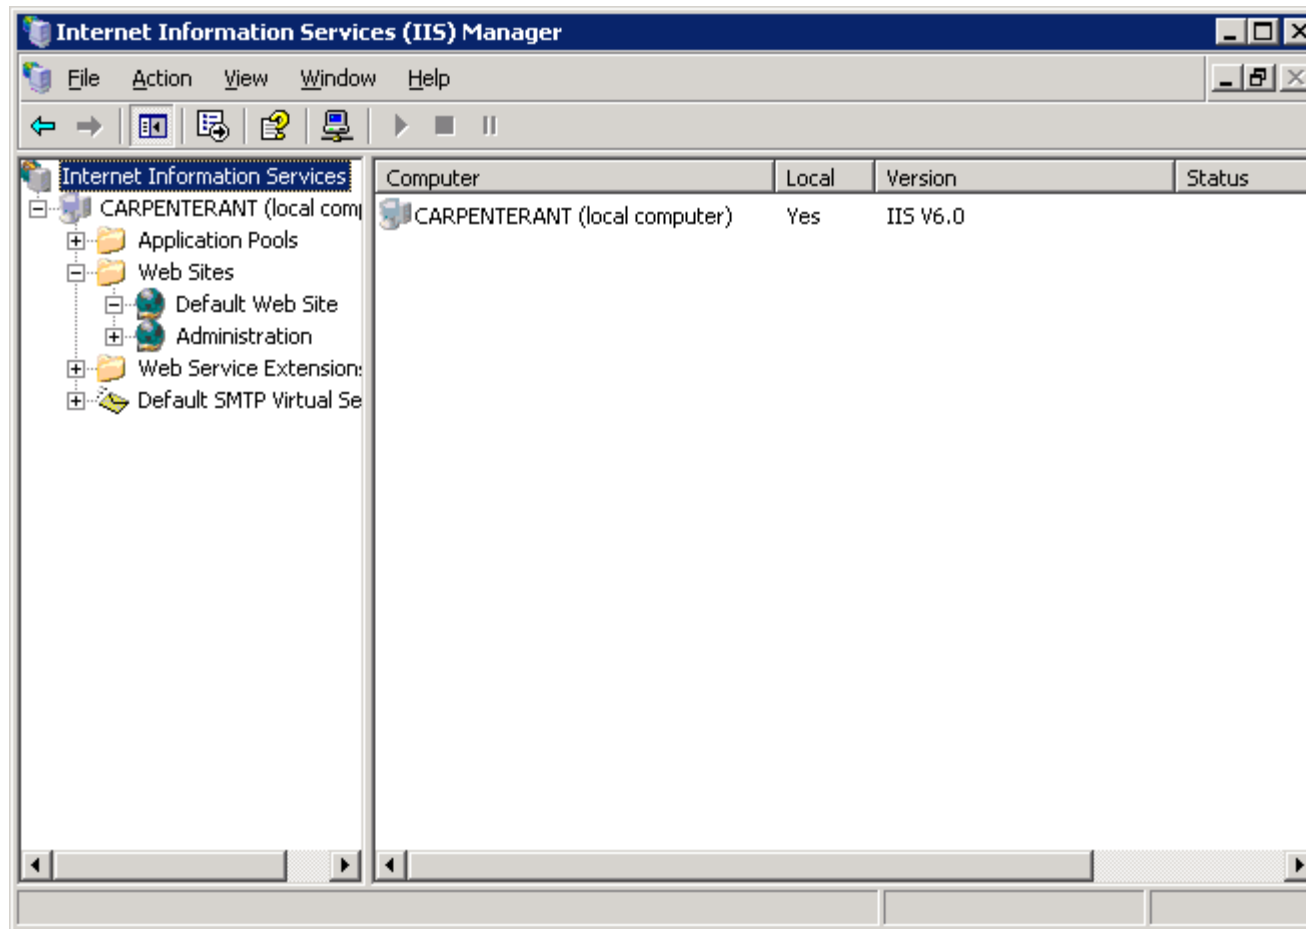 Internet Information Services (IIS) Manager
File Action View Window Help
Internet Information Services
CARPENTERANT (local comp
Application Pools
Web Sites
Default Web Site
Administration
Web Service Extensions
Default SMTP Virtual Se
Computer Local Version Status
CARPENTERANT (local computer) Yes IIS V6.0